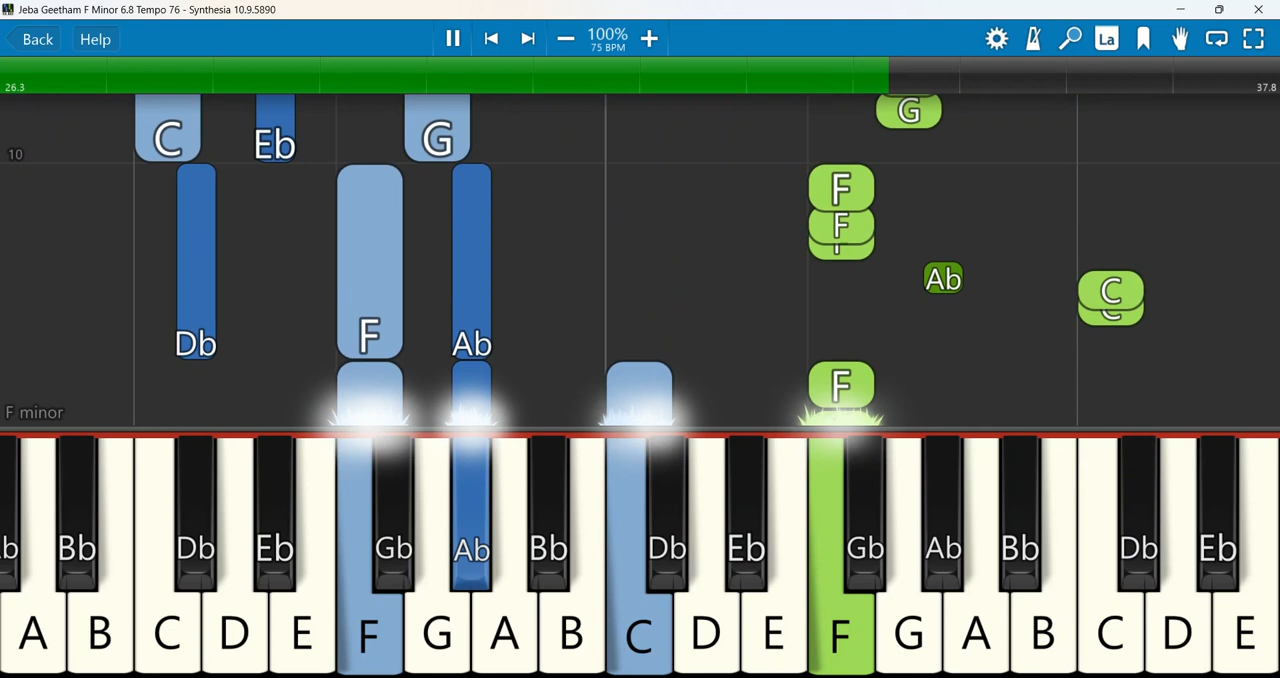 Jeba Geetham F Minor 6.8 Tempo 76 - Synthesia 10.9.5890
Back Help 100% La
75 BPM
26.3 37.8
C Eb G G
10
F
F
Ab
C
C
Db F Ab
F minor F
Bb Db Eb Gb Ab Bb Db Eb Gb Ab Bb Db Eb
A B C D E F G A B C D E F G A B C D E